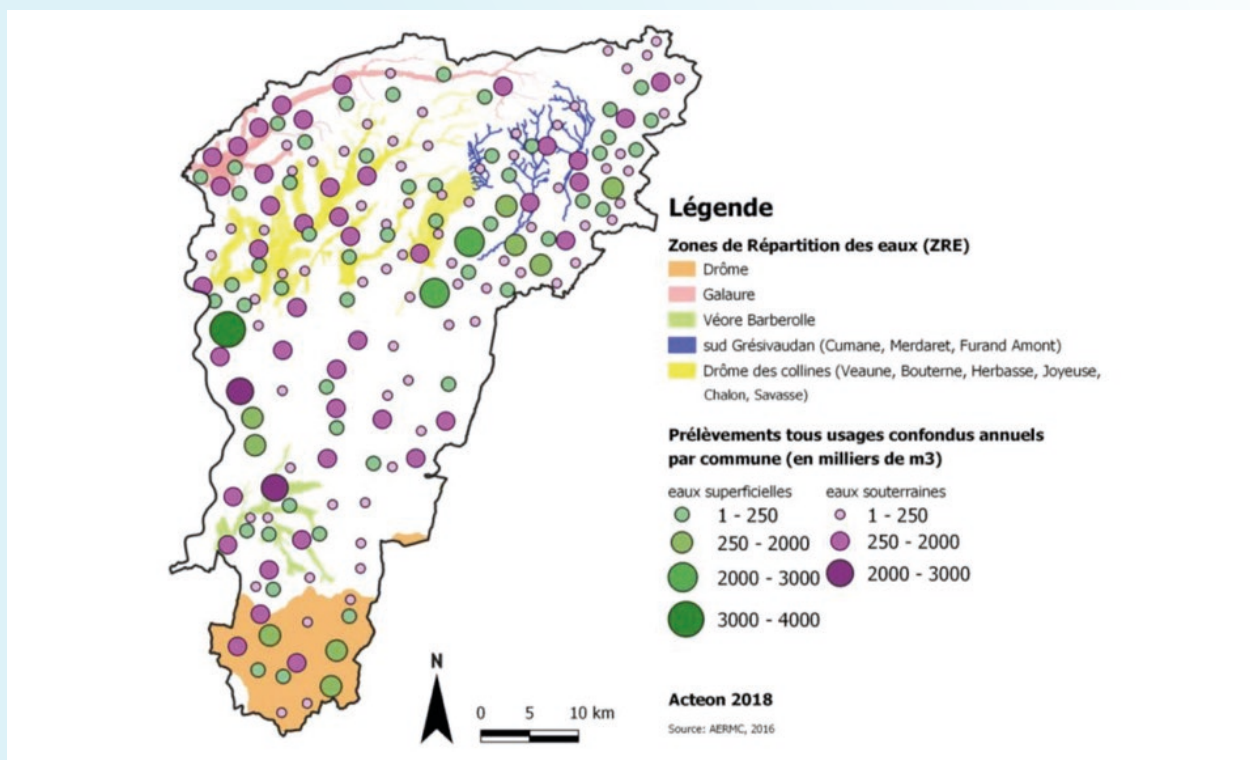 Légende
Zones de Répartition des eaux (ZRE)
Drôme
Galaure
Véore Barberolle
sud Grésivaudan (Cumane, Merdaret, Furand Amont)
Drôme des collines (Veaune, Bouterne, Herbasse, Joyeuse,
Chalon, Savasse)
Prélèvements tous usages confondus annuels
par commune (en milliers de m3)
eaux superficielles eaux souterraines
1 - 250 1 - 250
250 - 2000 250 - 2000
2000 - 3000 2000 - 3000
3000 - 4000
N
0 5 10 km
Acteon 2018
Source: AERMC, 2016